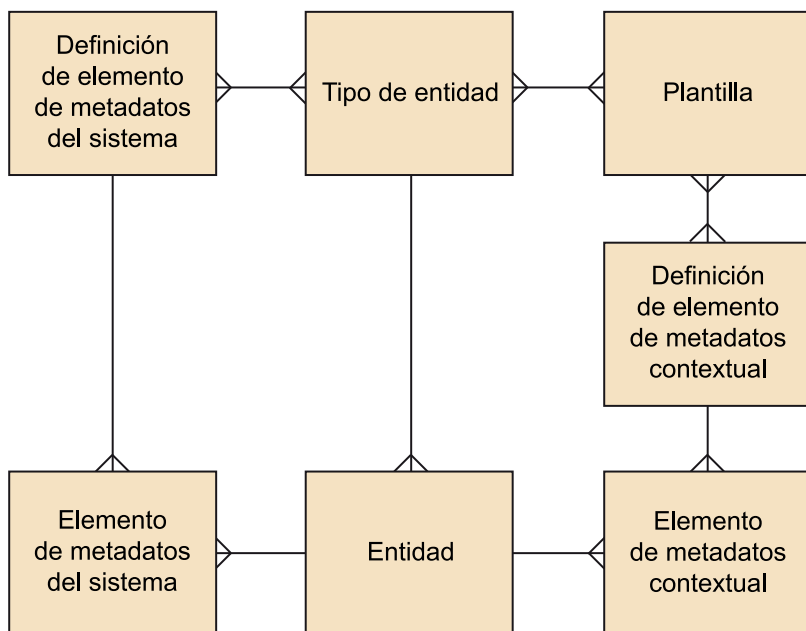 Definición
de elemento
de metadatos
del sistema
Tipo de entidad
Plantilla
Definición
de elemento
de metadatos
contextual
Elemento
de metadatos
del sistema
Entidad
Elemento
de metadatos
contextual